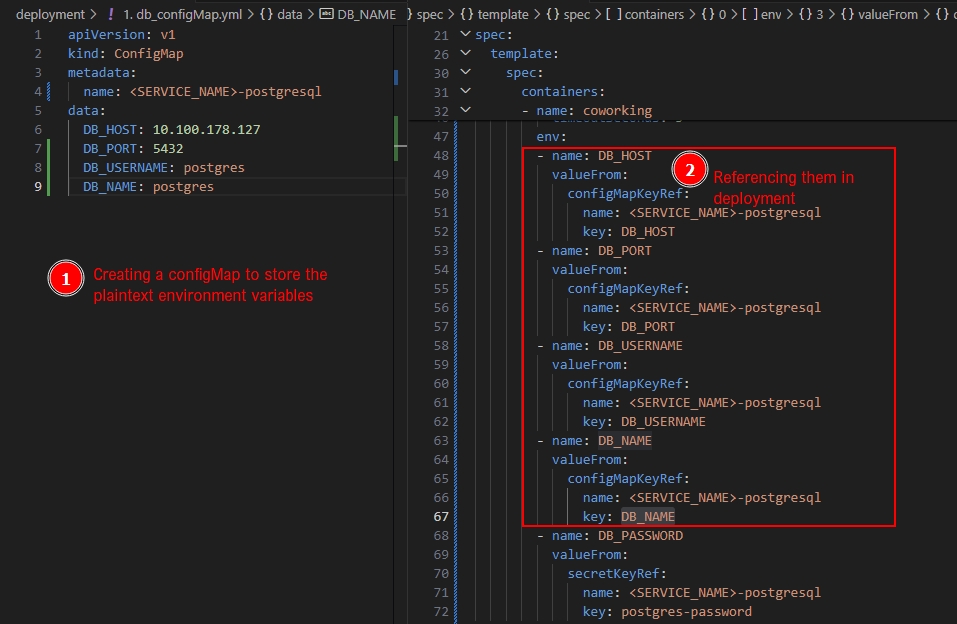 deployment > ! 1. db_configMap.yml > {} data > DB_NAME
1 apiVersion: v1
2 kind: ConfigMap
3 metadata:
4 name: <SERVICE_NAME>-postgresql
5 data:
6 DB_HOST: 10.100.178.127
7 DB_PORT: 5432
8 DB_USERNAME: postgres
9 DB_NAME: postgres
1 Creating a configMap to store the
plaintext environment variables
} spec > {} template > {} spec > [ ] containers > {} 0 > [ ] env > {} 3 > {} valueFrom > {}
21 spec:
26 template:
30 spec:
31 containers:
32 - name: coworking
47 env:
48 - name: DB_HOST
49 valueFrom:
50 configMapKeyRef:
51 name: <SERVICE_NAME>-postgresql
52 key: DB_HOST
2 Referencing them in
deployment
53 - name: DB_PORT
54 valueFrom:
55 configMapKeyRef:
56 name: <SERVICE_NAME>-postgresql
57 key: DB_PORT
58 - name: DB_USERNAME
59 valueFrom:
60 configMapKeyRef:
61 name: <SERVICE_NAME>-postgresql
62 key: DB_USERNAME
63 - name: DB_NAME
64 valueFrom:
65 configMapKeyRef:
66 name: <SERVICE_NAME>-postgresql
67 key: DB_NAME
68 - name: DB_PASSWORD
69 valueFrom:
70 secretKeyRef:
71 name: <SERVICE_NAME>-postgresql
72 key: postgres-password